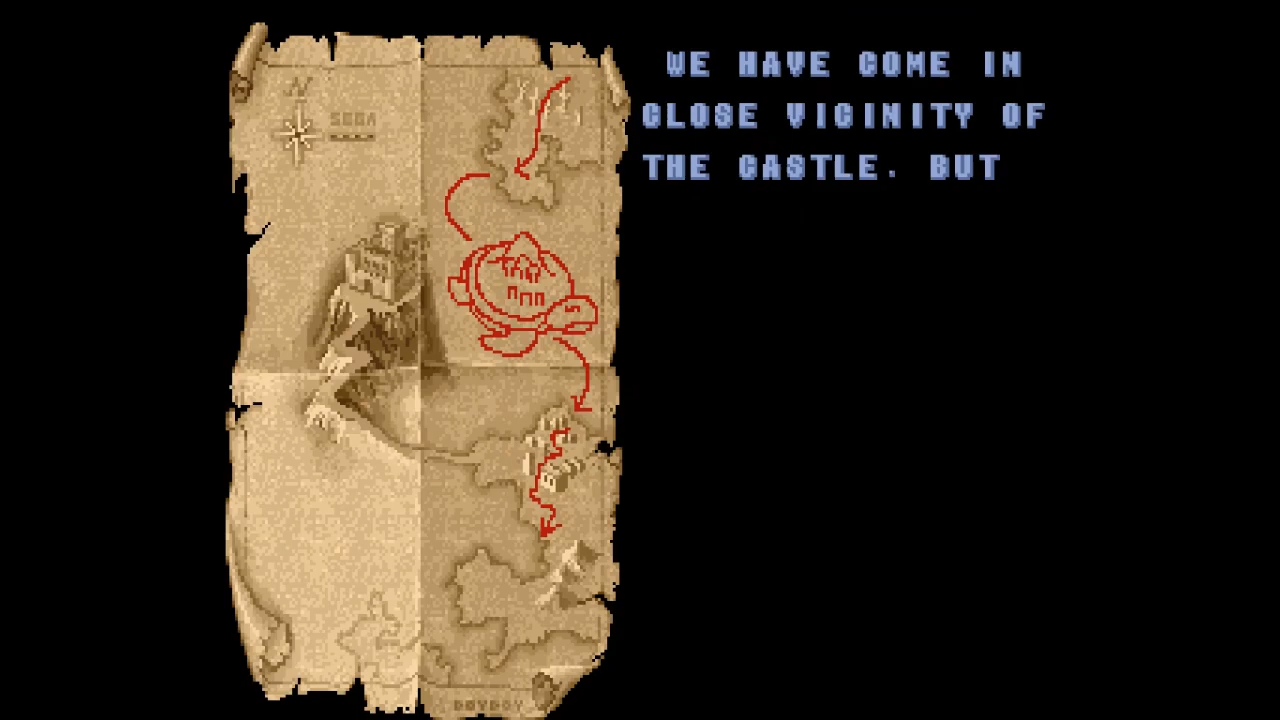 WE HAVE COME IN
CLOSE VICINITY OF
THE CASTLE. BUT
N
SEGA